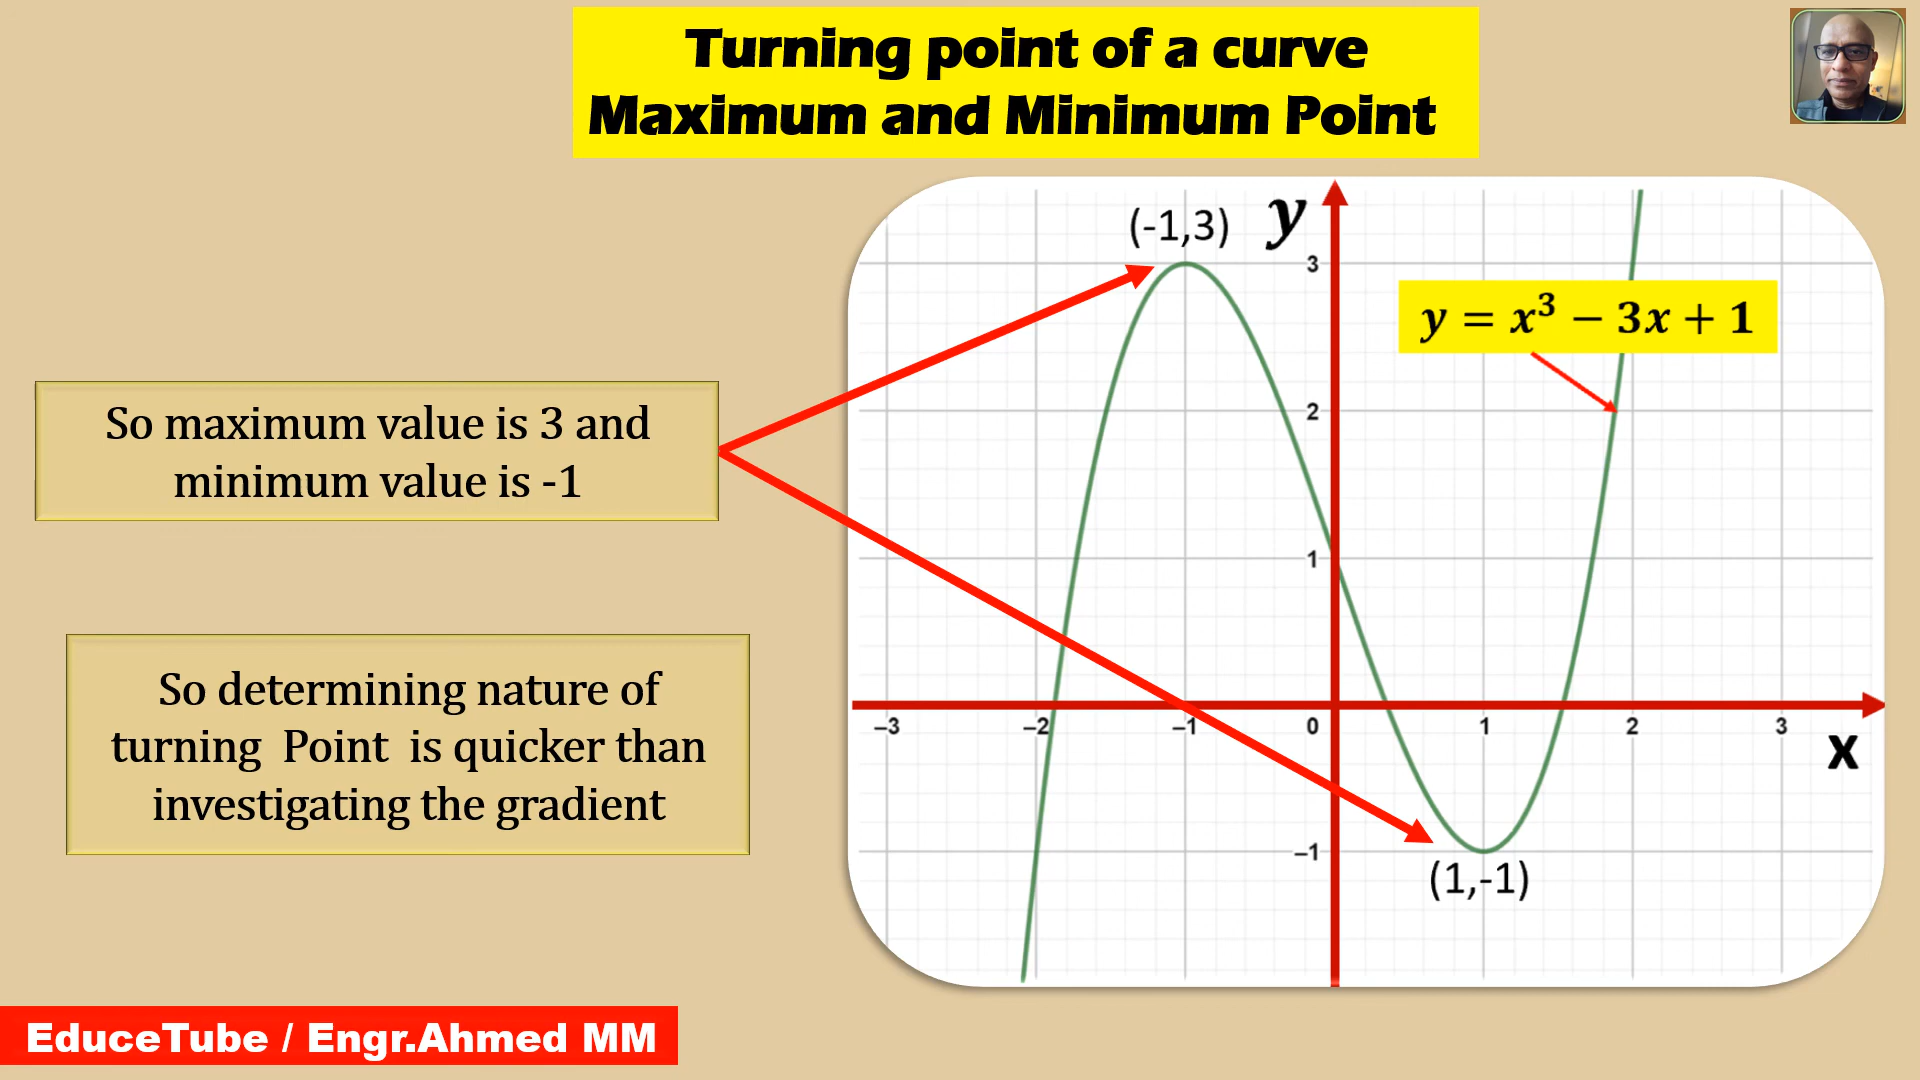 Turning point of a curve
Maximum and Minimum Point
(-1,3)
y
3
y = x³ − 3x + 1
2
So maximum value is 3 and
minimum value is -1
1
So determining nature of
turning Point is quicker than
investigating the gradient
–3 –2 –1 0 1 2 3
X
–1
(1,-1)
EduceTube / Engr.Ahmed MM